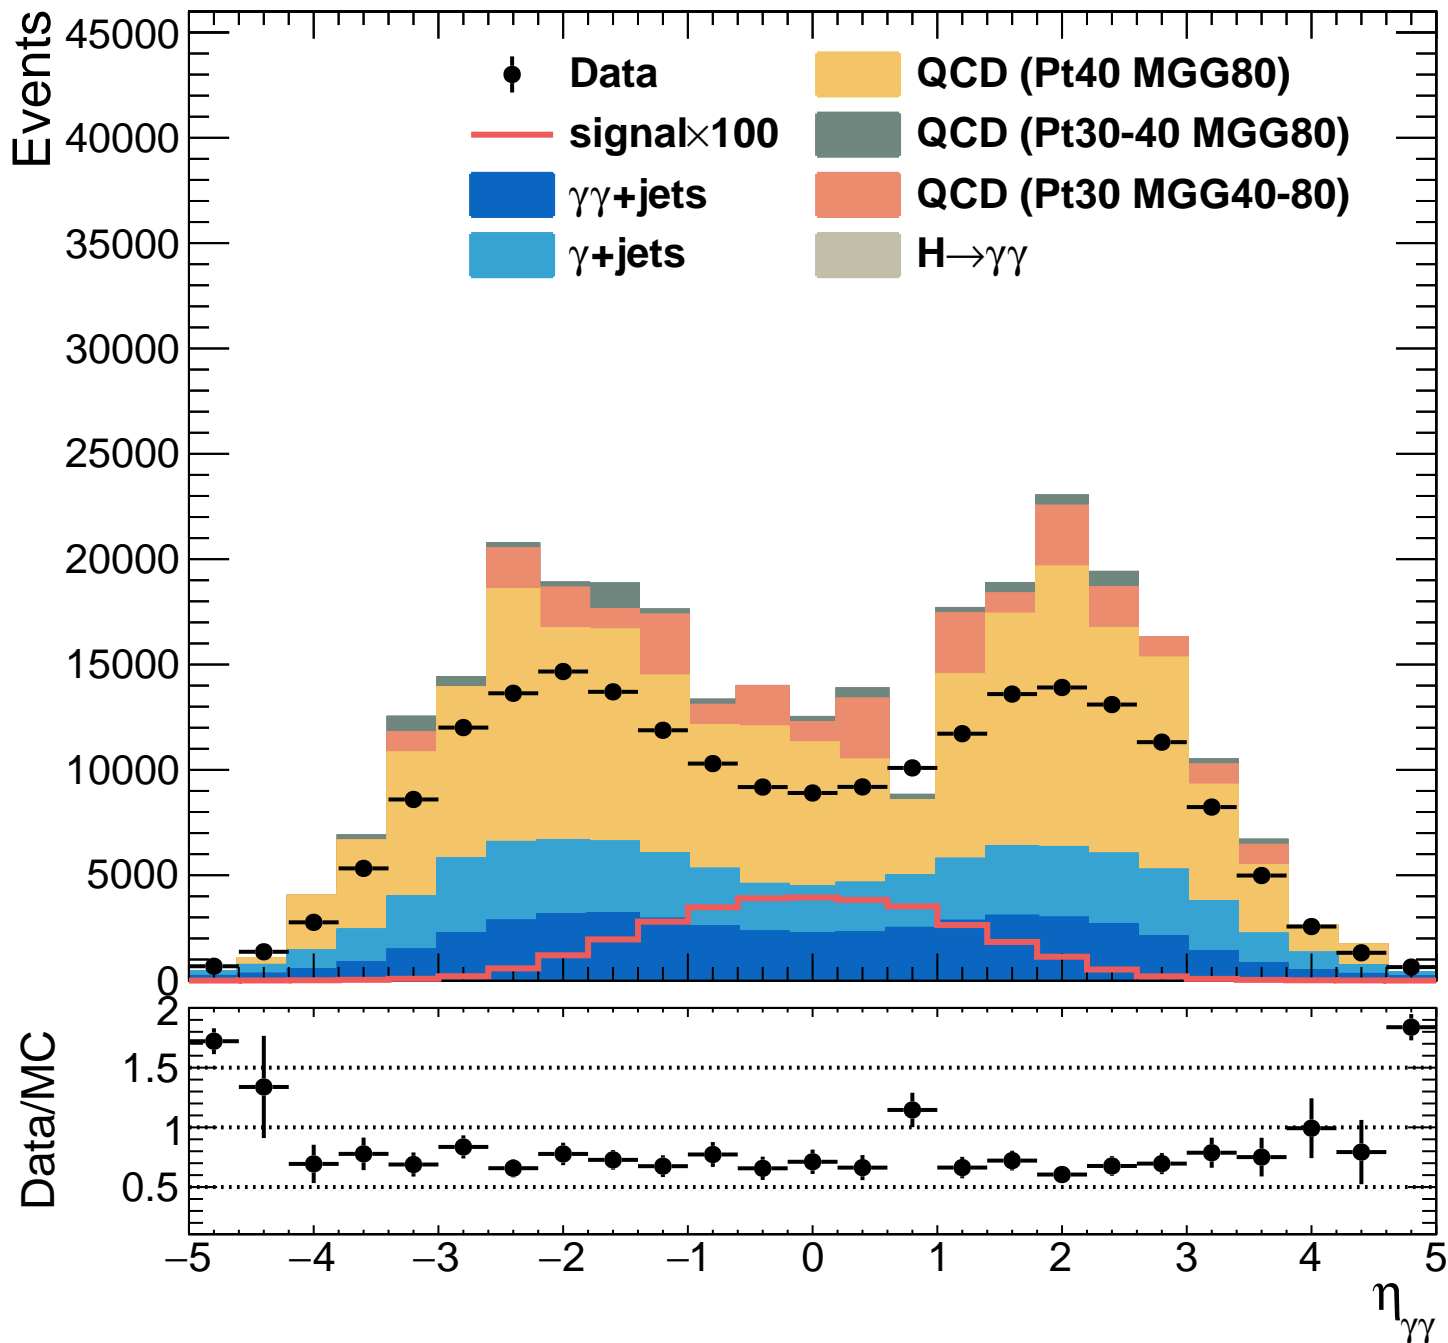 Events
45000
40000
35000
30000
25000
20000
15000
10000
5000
0
Data
signal×100
γγ+jets
γ+jets
QCD (Pt40 MGG80)
QCD (Pt30-40 MGG80)
QCD (Pt30 MGG40-80)
H→γγ
Data/MC
2
1.5
1
0.5
−5 −4 −3 −2 −1 0 1 2 3 4 5
η_γγ